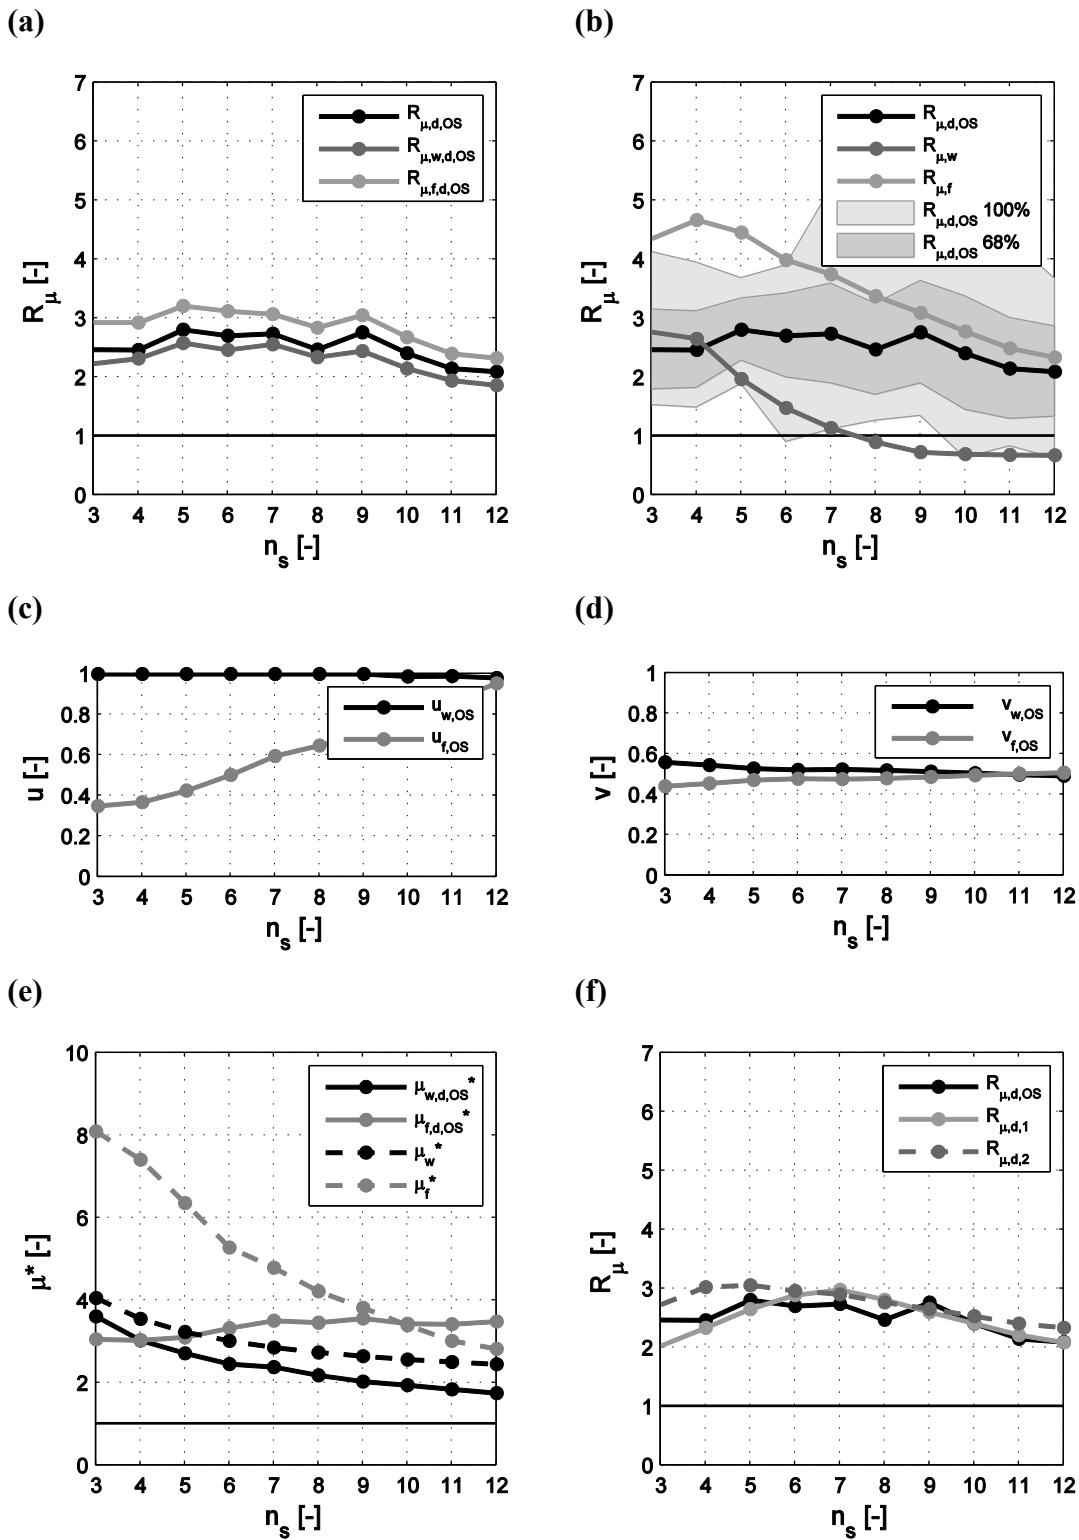 (a)
7
6
5
4
3
2
1
0
R_μ [-]
3 4 5 6 7 8 9 10 11 12
n_s [-]
R_μ,d,OS
R_μ,w,d,OS
R_μ,f,d,OS
(b)
7
6
5
4
3
2
1
0
R_μ [-]
3 4 5 6 7 8 9 10 11 12
n_s [-]
R_μ,d,OS
R_μ,w
R_μ,f
R_μ,d,OS 100%
R_μ,d,OS 68%
(c)
1
0.8
0.6
0.4
0.2
0
u [-]
3 4 5 6 7 8 9 10 11 12
n_s [-]
u_w,OS
u_f,OS
(d)
1
0.8
0.6
0.4
0.2
0
v [-]
3 4 5 6 7 8 9 10 11 12
n_s [-]
v_w,OS
v_f,OS
(e)
10
8
6
4
2
0
μ* [-]
3 4 5 6 7 8 9 10 11 12
n_s [-]
μ_w,d,OS*
μ_f,d,OS*
μ_w*
μ_f*
(f)
7
6
5
4
3
2
1
0
R_μ [-]
3 4 5 6 7 8 9 10 11 12
n_s [-]
R_μ,d,OS
R_μ,d,1
R_μ,d,2